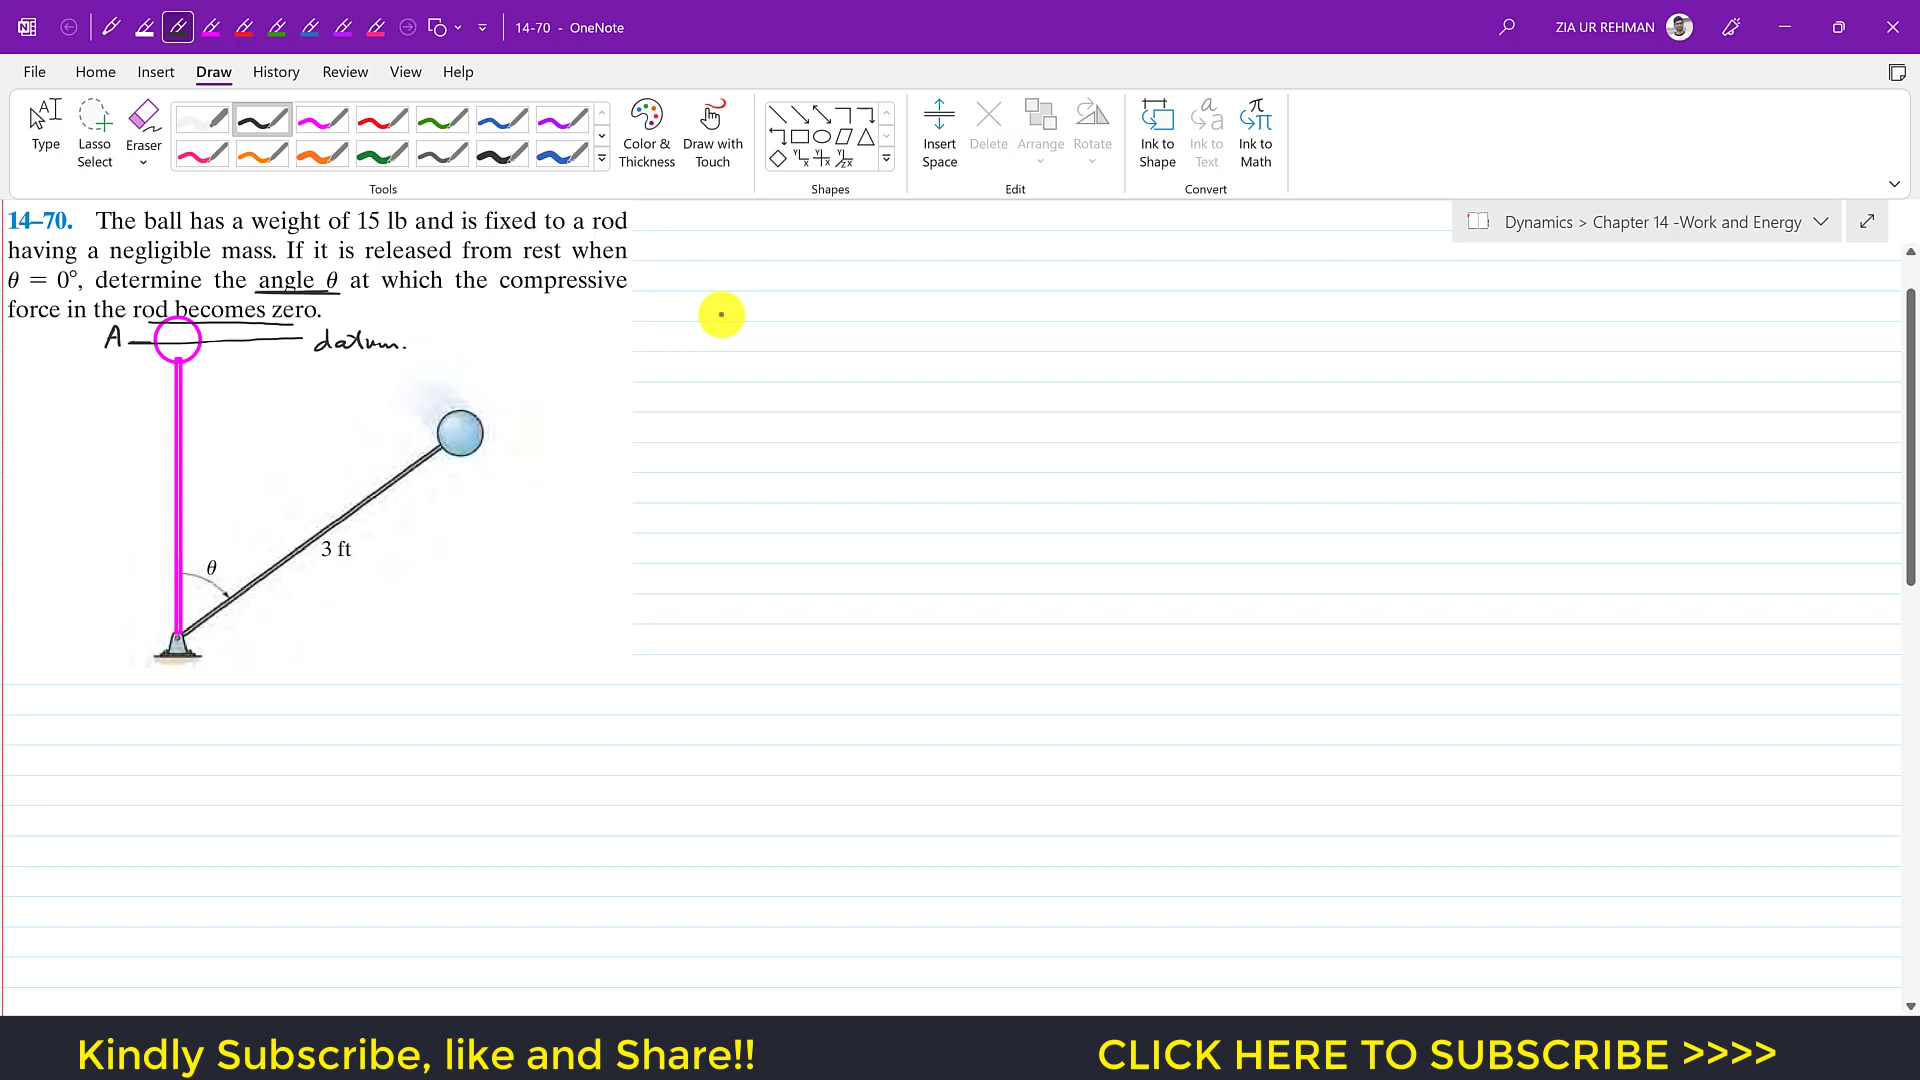 14-70 - OneNote
ZIA UR REHMAN
File Home Insert Draw History Review View Help
Type
Lasso Select
Eraser
Color & Thickness
Draw with Touch
Insert Space
Delete
Arrange
Rotate
Ink to Shape
Ink to Text
Ink to Math
Tools
Shapes
Edit
Convert
Dynamics > Chapter 14 -Work and Energy
14–70. The ball has a weight of 15 lb and is fixed to a rod
having a negligible mass. If it is released from rest when
θ = 0°, determine the angle θ at which the compressive
force in the rod becomes zero.
A datum.
3 ft
θ
Kindly Subscribe, like and Share!!
CLICK HERE TO SUBSCRIBE >>>>